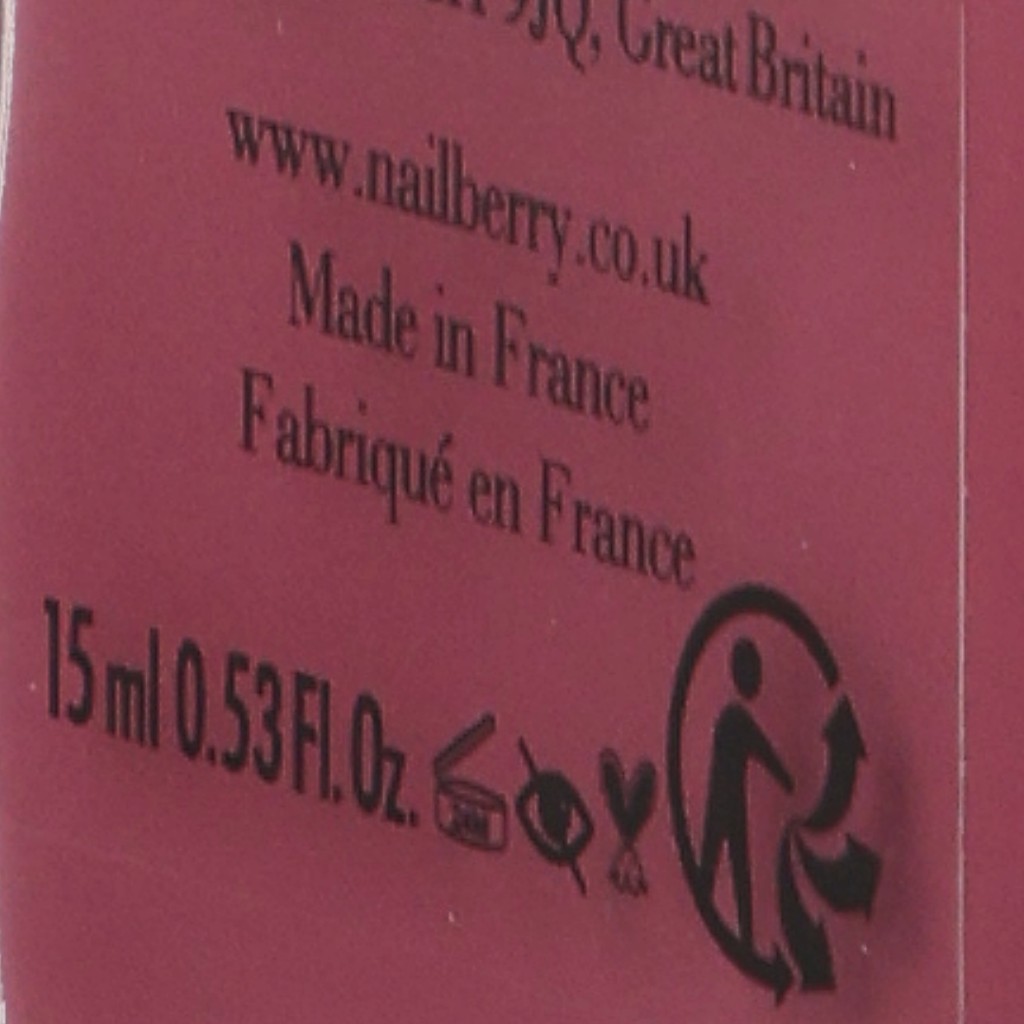 9JQ, Great Britain
www.nailberry.co.uk
Made in France
Fabriqué en France
15 ml 0.53 Fl. Oz.